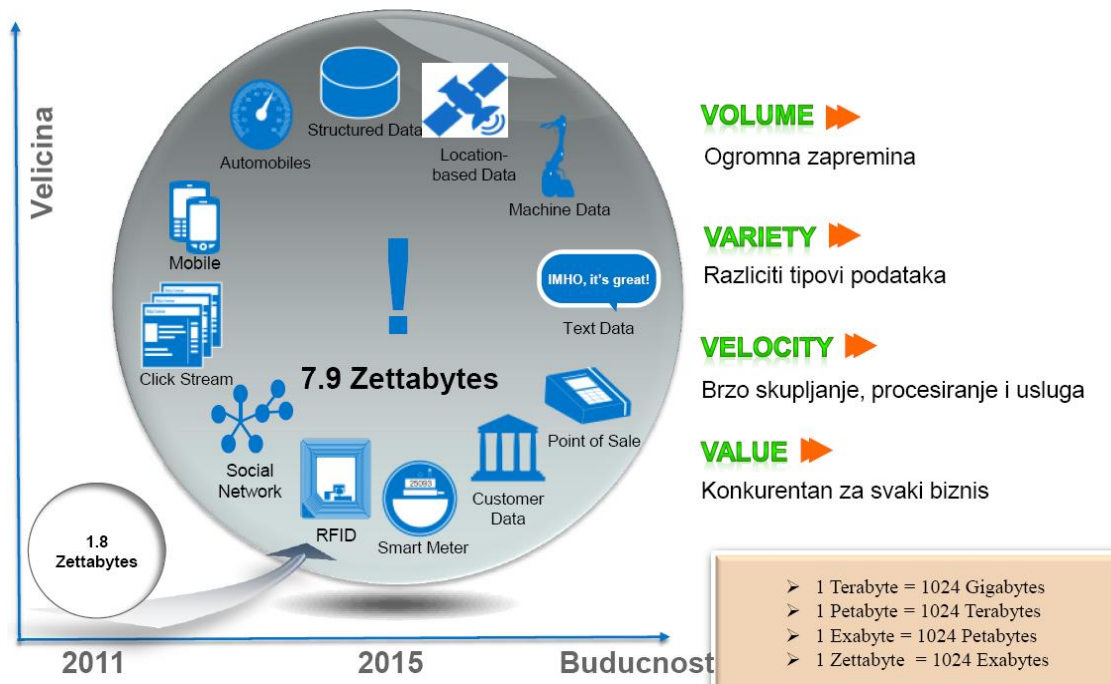 Velicina
Automobiles
Structured Data
Location-
based Data
Machine Data
Mobile
IMHO, it's great!
Text Data
Click Stream
!
7.9 Zettabytes
Point of Sale
Social
Network
RFID
25093
Smart Meter
Customer
Data
1.8
Zettabytes
2011
2015
Buducnost
VOLUME
Ogromna zapremina
VARIETY
Razliciti tipovi podataka
VELOCITY
Brzo skupljanje, procesiranje i usluga
VALUE
Konkurentan za svaki biznis
➢ 1 Terabyte = 1024 Gigabytes
➢ 1 Petabyte = 1024 Terabytes
➢ 1 Exabyte = 1024 Petabytes
➢ 1 Zettabyte = 1024 Exabytes